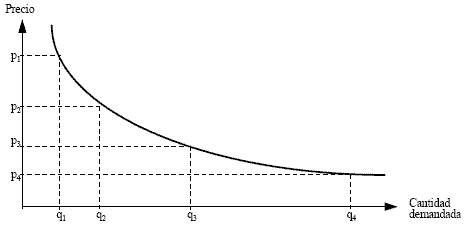 Precio
p1
p2
p3
p4
q1
q2
q3
q4
Cantidad
demandada